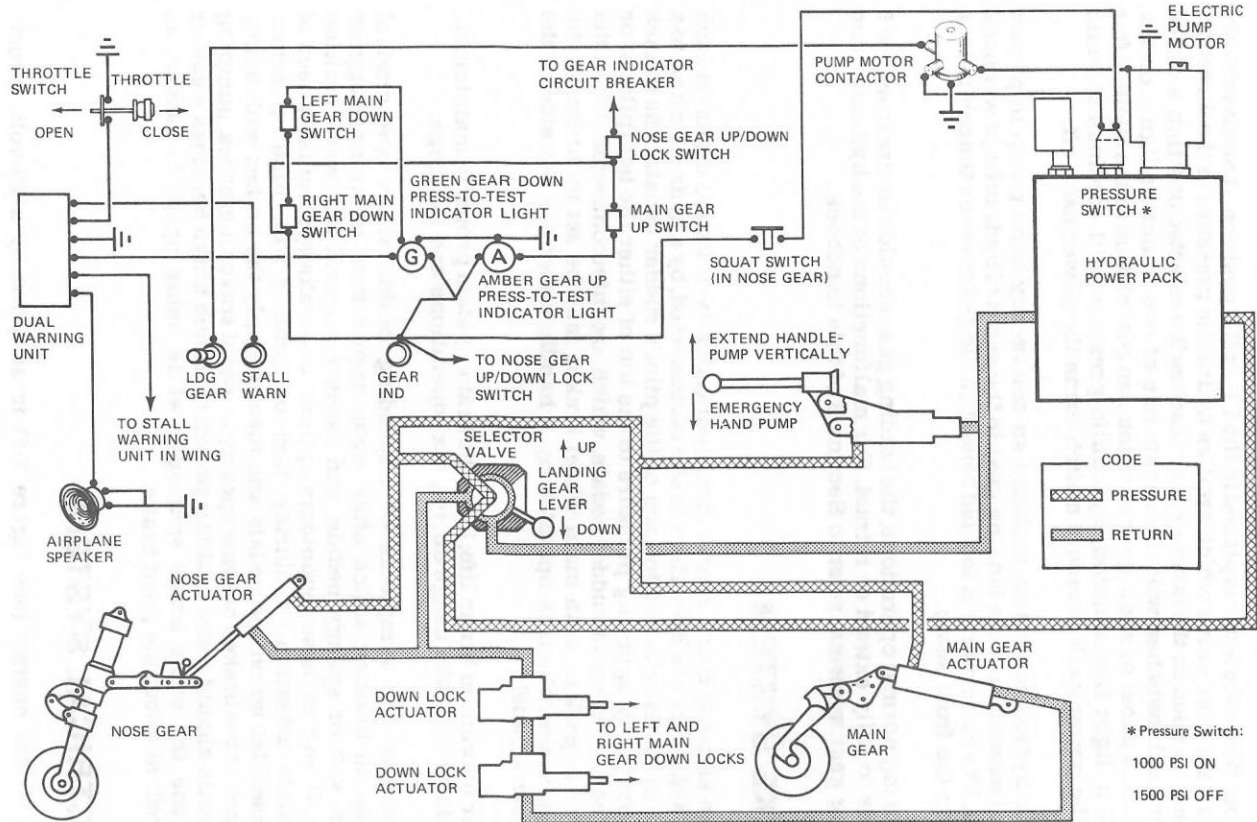 THROTTLE
SWITCH
THROTTLE
OPEN
CLOSE
LEFT MAIN
GEAR DOWN
SWITCH
TO GEAR INDICATOR
CIRCUIT BREAKER
PUMP MOTOR
CONTACTOR
ELECTRIC
PUMP
MOTOR
NOSE GEAR UP/DOWN
LOCK SWITCH
GREEN GEAR DOWN
PRESS-TO-TEST
INDICATOR LIGHT
RIGHT MAIN
GEAR DOWN
SWITCH
MAIN GEAR
UP SWITCH
PRESSURE
SWITCH *
HYDRAULIC
POWER PACK
G
A
SQUAT SWITCH
(IN NOSE GEAR)
AMBER GEAR UP
PRESS-TO-TEST
INDICATOR LIGHT
DUAL
WARNING
UNIT
LDG
GEAR
STALL
WARN
GEAR
IND
TO NOSE GEAR
UP/DOWN LOCK
SWITCH
EXTEND HANDLE-
PUMP VERTICALLY
EMERGENCY
HAND PUMP
TO STALL
WARNING
UNIT IN WING
SELECTOR
VALVE
UP
LANDING
GEAR
LEVER
DOWN
CODE
PRESSURE
RETURN
AIRPLANE
SPEAKER
NOSE GEAR
ACTUATOR
MAIN GEAR
ACTUATOR
NOSE GEAR
DOWN LOCK
ACTUATOR
TO LEFT AND
RIGHT MAIN
GEAR DOWN LOCKS
DOWN LOCK
ACTUATOR
MAIN
GEAR
* Pressure Switch:
1000 PSI ON
1500 PSI OFF